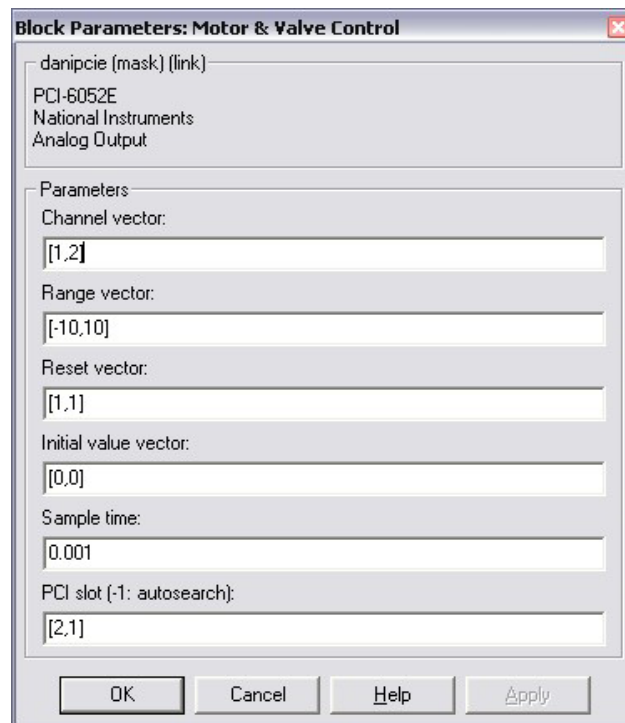 Block Parameters: Motor & Valve Control
danipcie (mask) (link)
PCI-6052E
National Instruments
Analog Output
Parameters
Channel vector:
[1,2]
Range vector:
[-10,10]
Reset vector:
[1,1]
Initial value vector:
[0,0]
Sample time:
0.001
PCI slot (-1: autosearch):
[2,1]
OK Cancel Help Apply